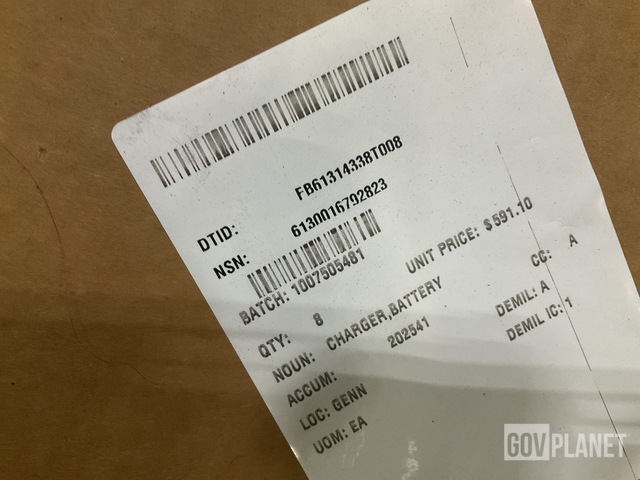 DTID: FB61314338T008
NSN: 6130016792823
BATCH: 1007505481
QTY: 8 UNIT PRICE: $591.10
NOUN: CHARGER,BATTERY CC: A
ACCUM: 202541 DEMIL: A
LOC: GENN DEMIL IC: 1
UOM: EA
GOVPLANET